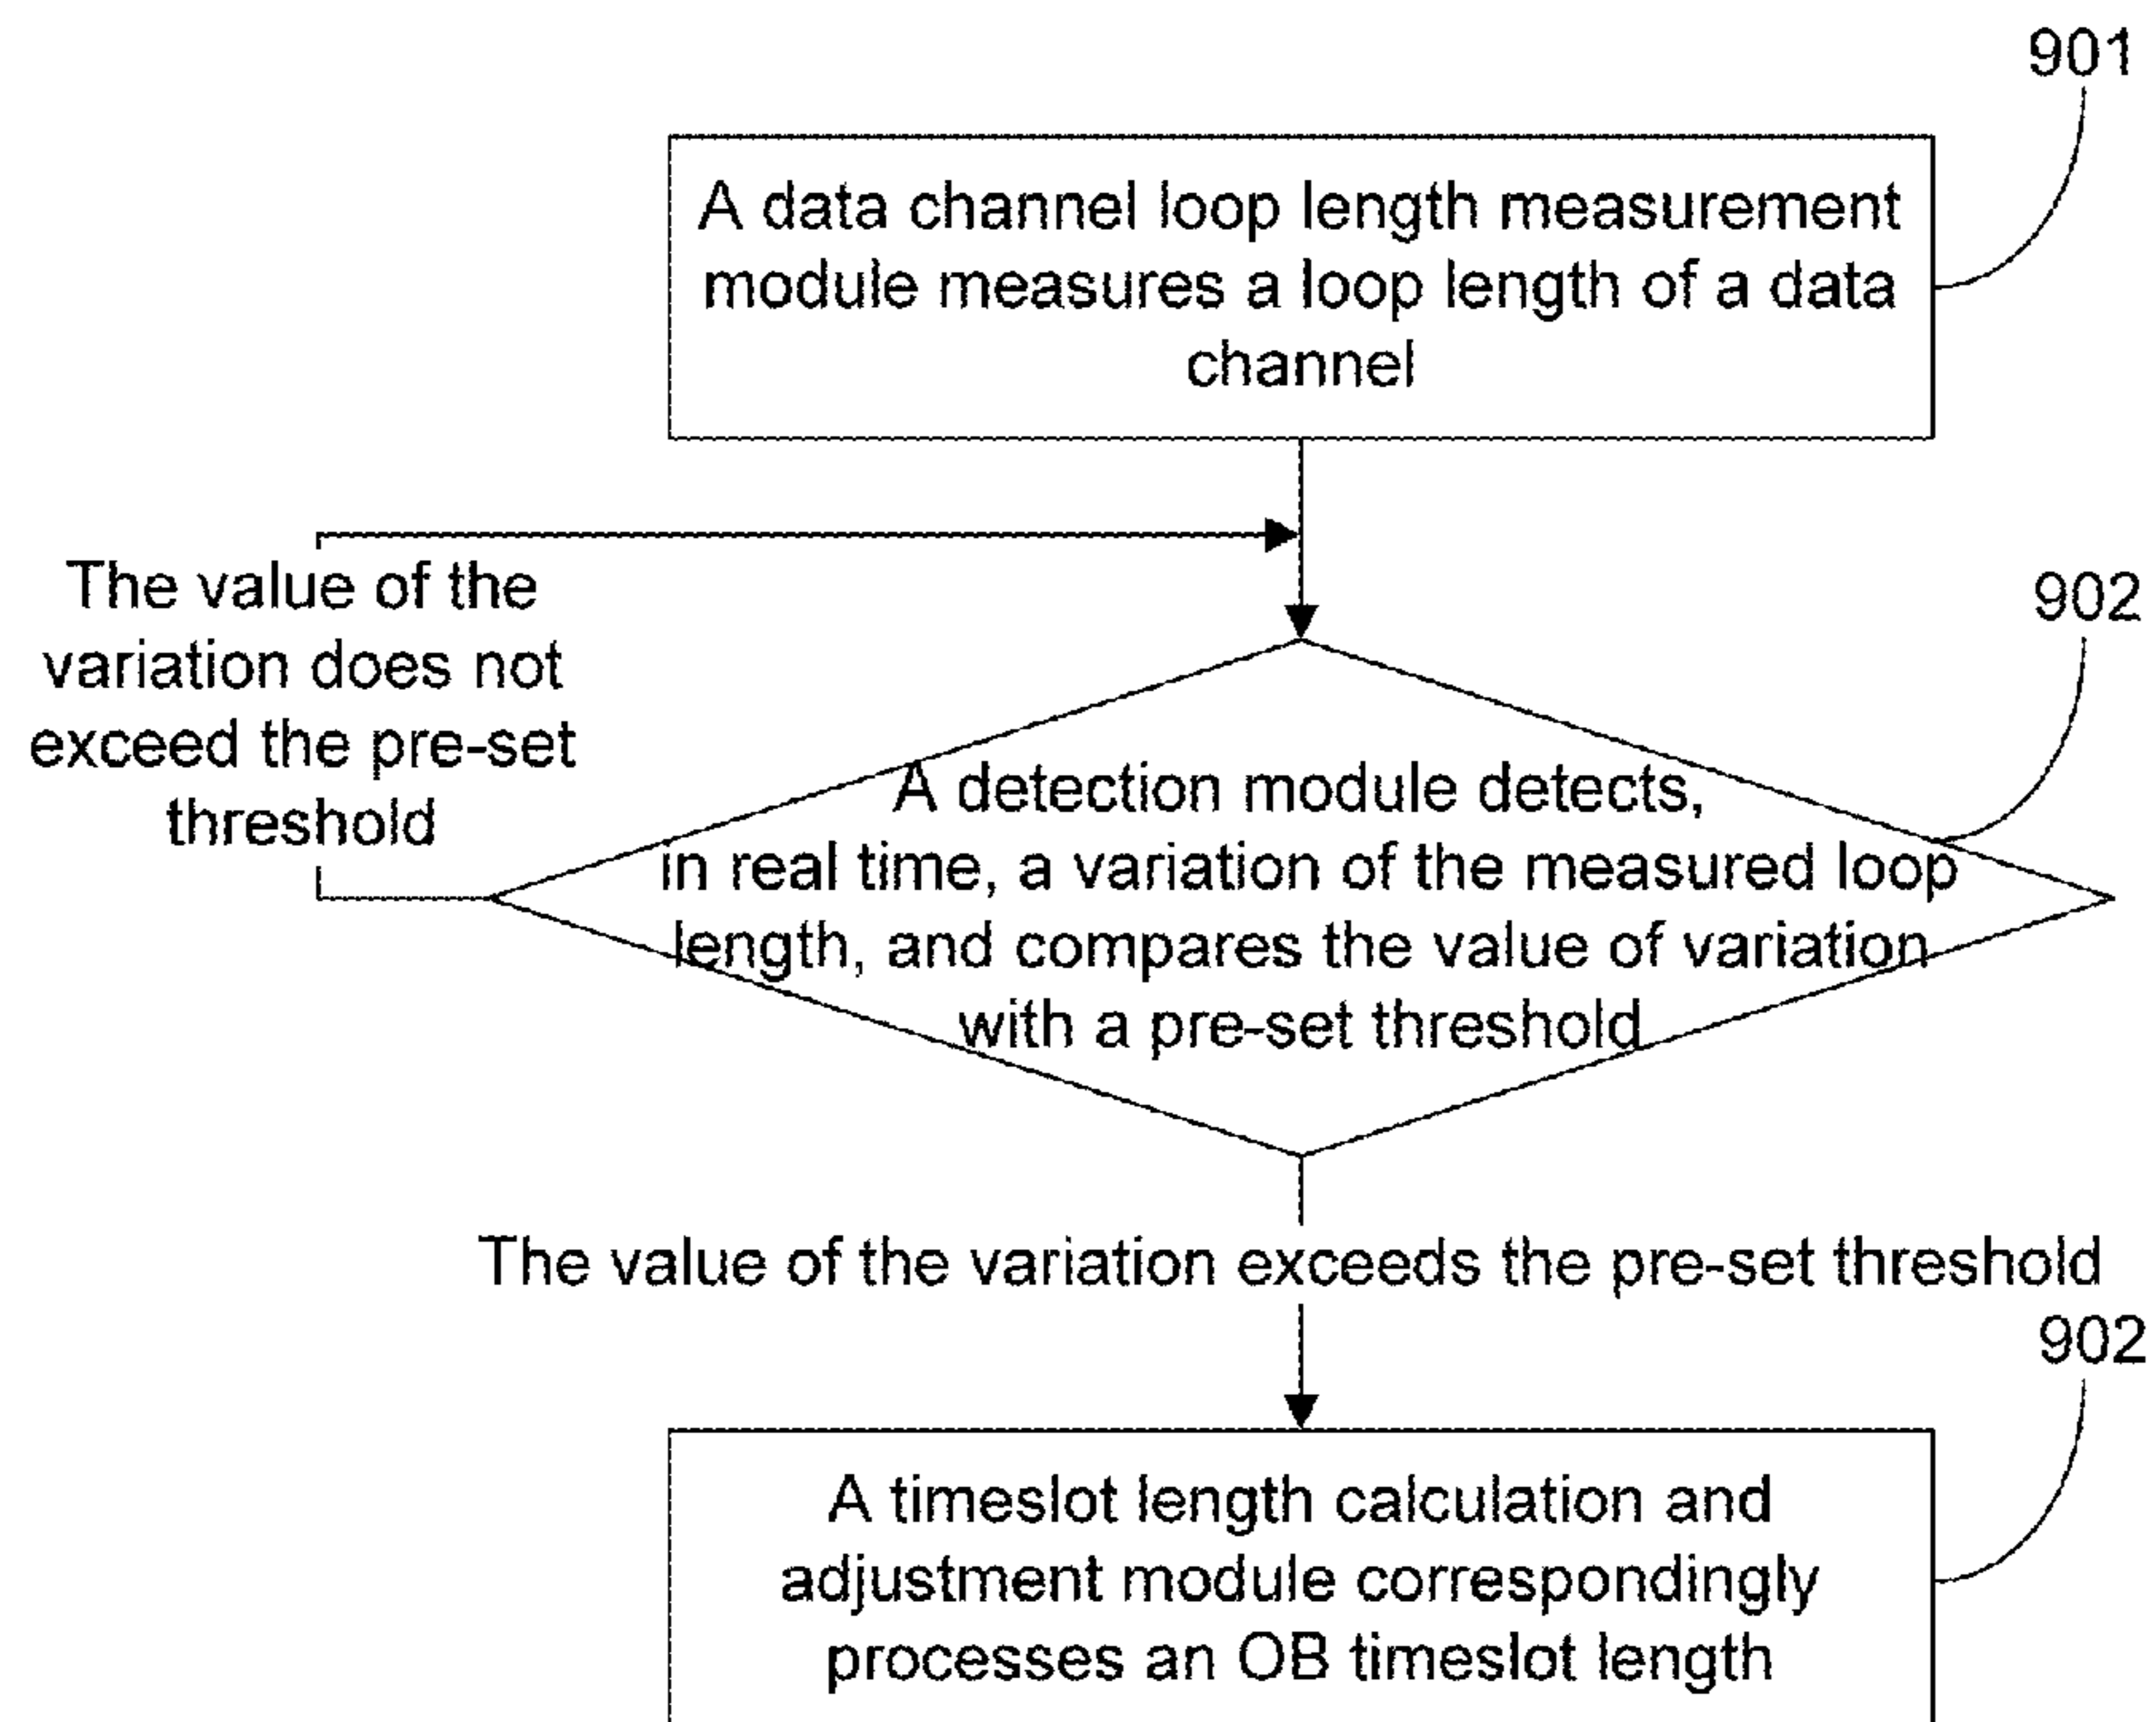 901
A data channel loop length measurement
module measures a loop length of a data
channel
The value of the
variation does not
exceed the pre-set
threshold
902
A detection module detects,
in real time, a variation of the measured loop
length, and compares the value of variation
with a pre-set threshold
The value of the variation exceeds the pre-set threshold
902
A timeslot length calculation and
adjustment module correspondingly
processes an OB timeslot length